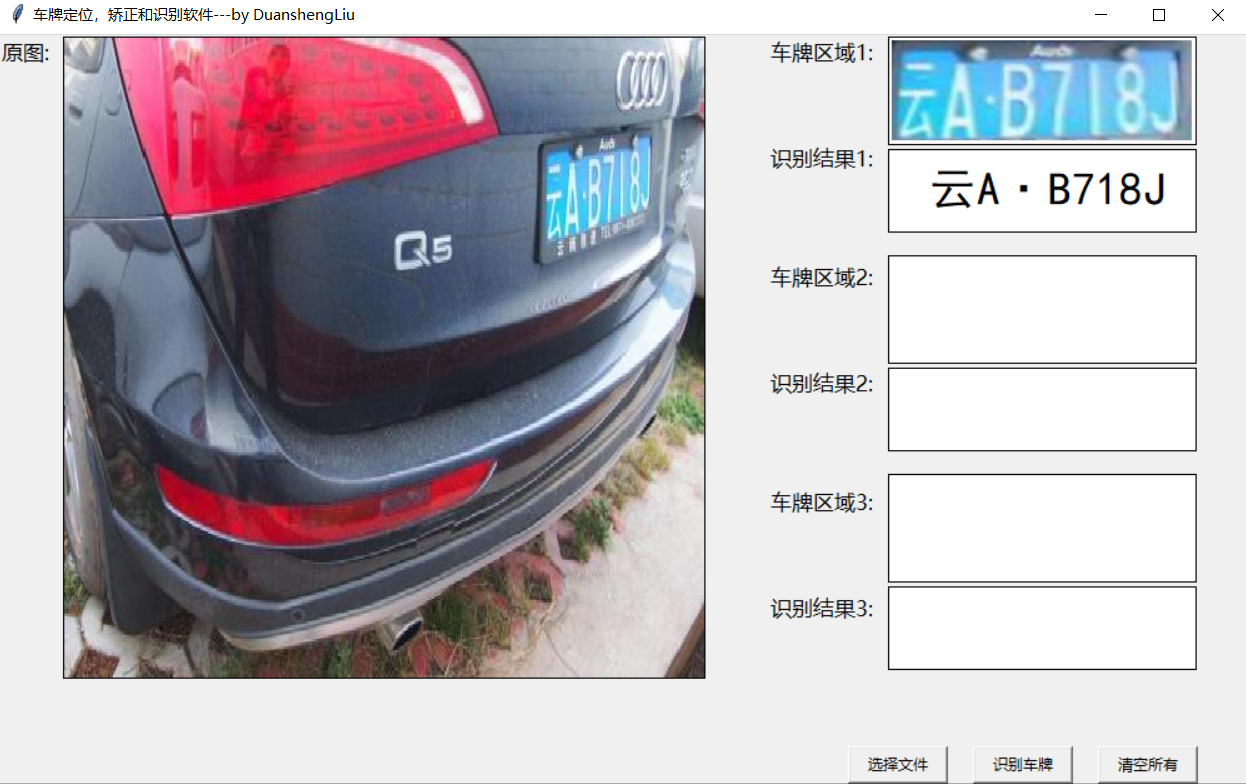 车牌定位，矫正和识别软件---by DuanshengLiu
原图:
Audi
云A·B718J
Q5
车牌区域1:
Audi
云A·B718J
识别结果1:
云A·B718J
车牌区域2:
识别结果2:
车牌区域3:
识别结果3:
选择文件
识别车牌
清空所有